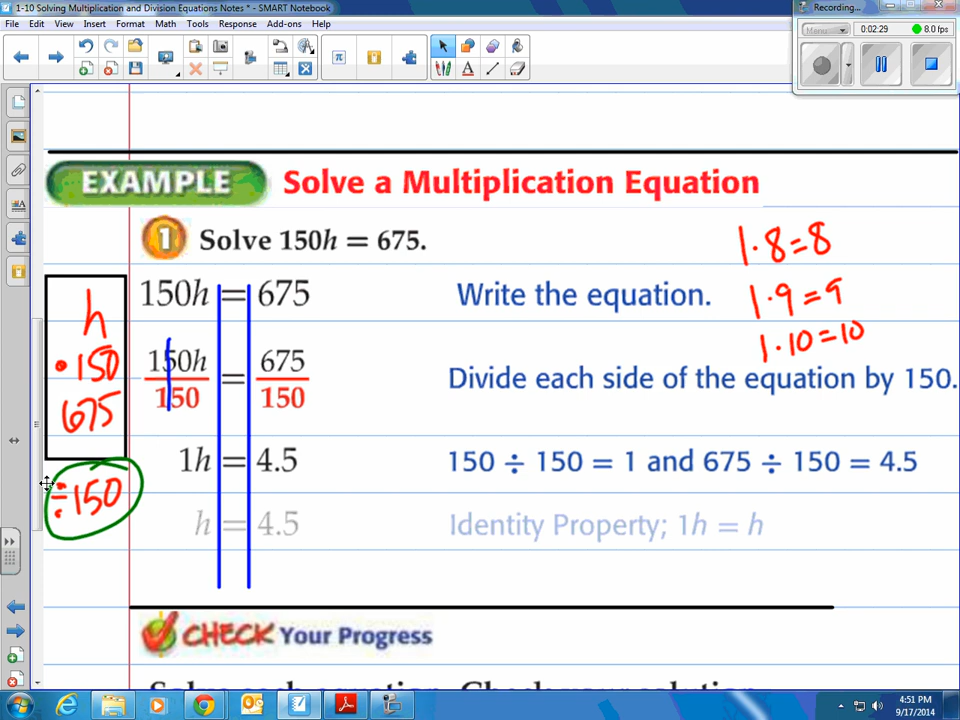 1-10 Solving Multiplication and Division Equations Notes * - SMART Notebook
File Edit View Insert Format Math Tools Response Add-ons Help
Recording...
Menu
0:02:29
8.0 fps
EXAMPLE Solve a Multiplication Equation
1 Solve 150h = 675.
1·8=8
150h = 675 Write the equation.
1·9=9
1·10=10
h
·150
675
÷150
150h/150 = 675/150 Divide each side of the equation by 150.
1h = 4.5 150 ÷ 150 = 1 and 675 ÷ 150 = 4.5
h = 4.5 Identity Property; 1h = h
CHECK Your Progress
4:51 PM
9/17/2014